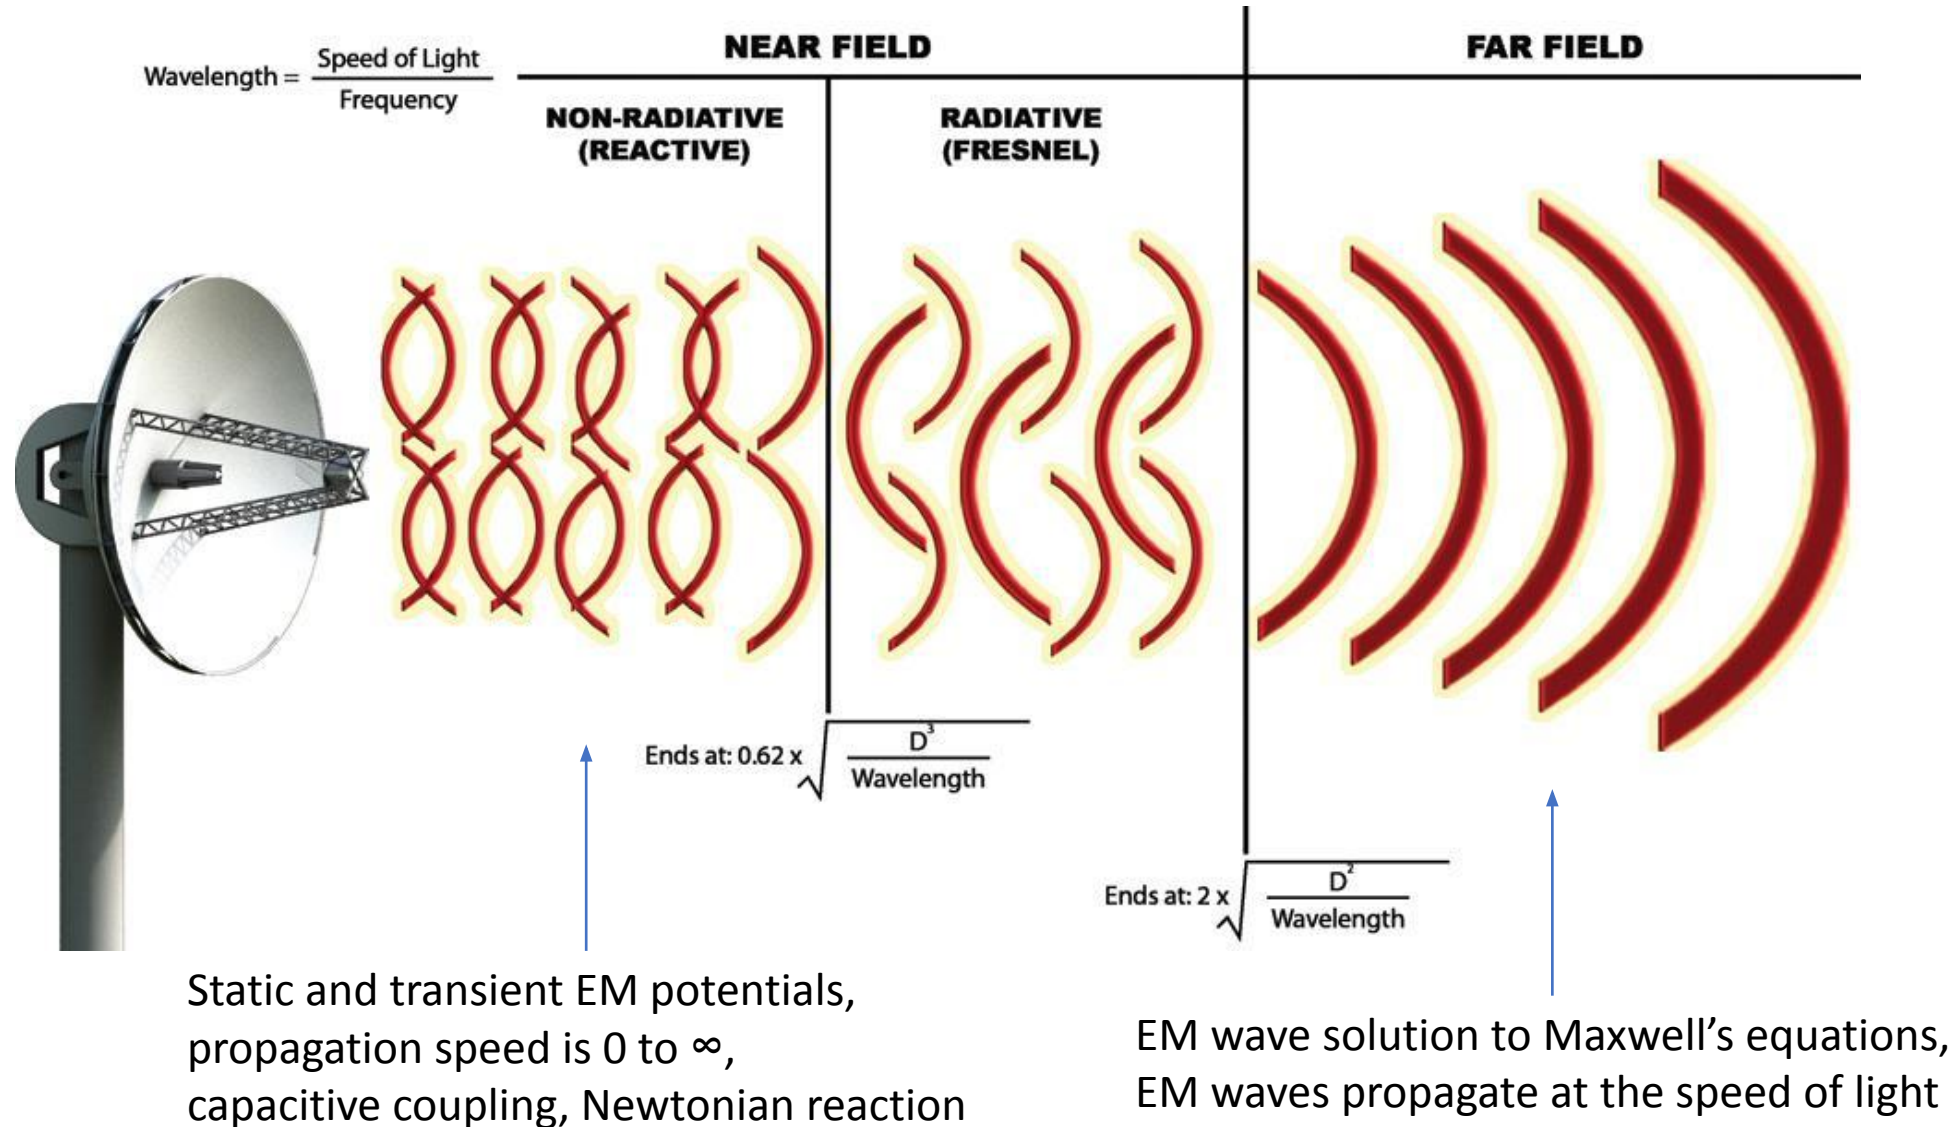 Wavelength = Speed of Light
Frequency
NEAR FIELD
FAR FIELD
NON-RADIATIVE
(REACTIVE)
RADIATIVE
(FRESNEL)
Ends at: 0.62 x √ D³
Wavelength
Ends at: 2 x √ D²
Wavelength
Static and transient EM potentials,
propagation speed is 0 to ∞,
capacitive coupling, Newtonian reaction
EM wave solution to Maxwell’s equations,
EM waves propagate at the speed of light